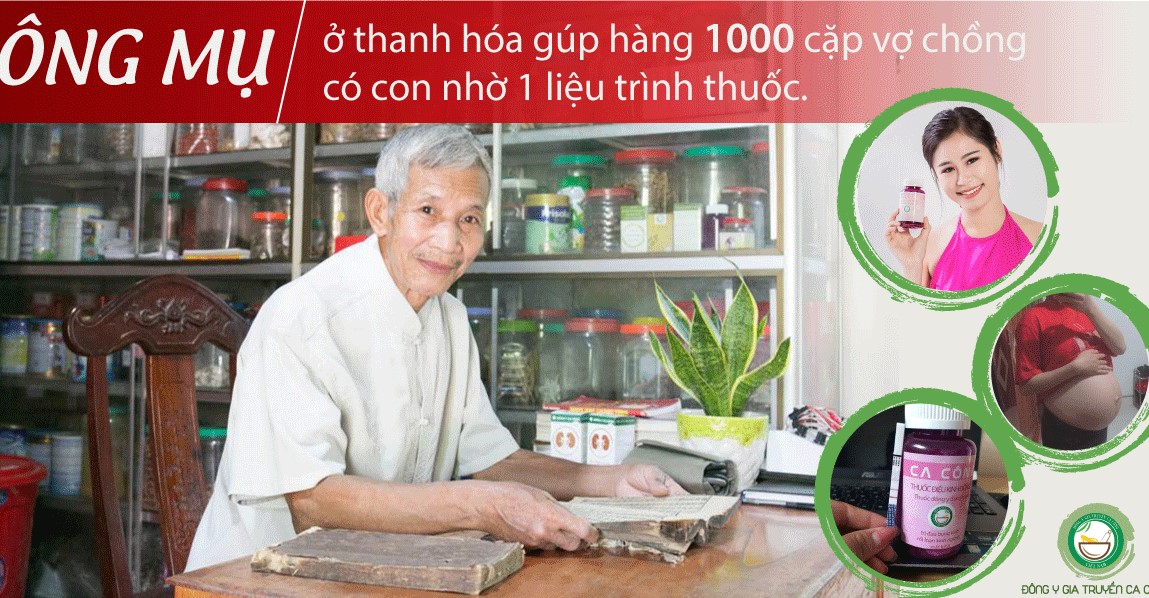 ÔNG MỤ
ở thanh hóa gúp hàng 1000 cặp vợ chồng
có con nhờ 1 liệu trình thuốc.
CA CÔN
THUỐC ĐIỀU KINH
Thuốc đông y
ĐÔNG Y GIA TRUYỀN CA C